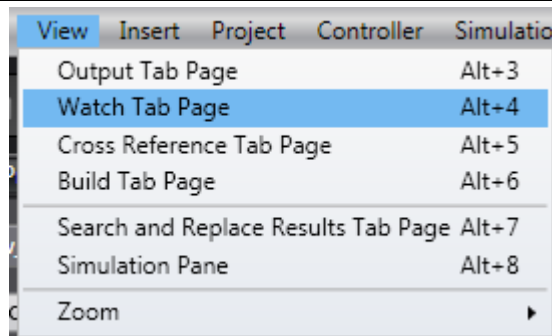 View Insert Project Controller Simulatio
Output Tab Page Alt+3
Watch Tab Page Alt+4
Cross Reference Tab Page Alt+5
Build Tab Page Alt+6
Search and Replace Results Tab Page Alt+7
Simulation Pane Alt+8
Zoom